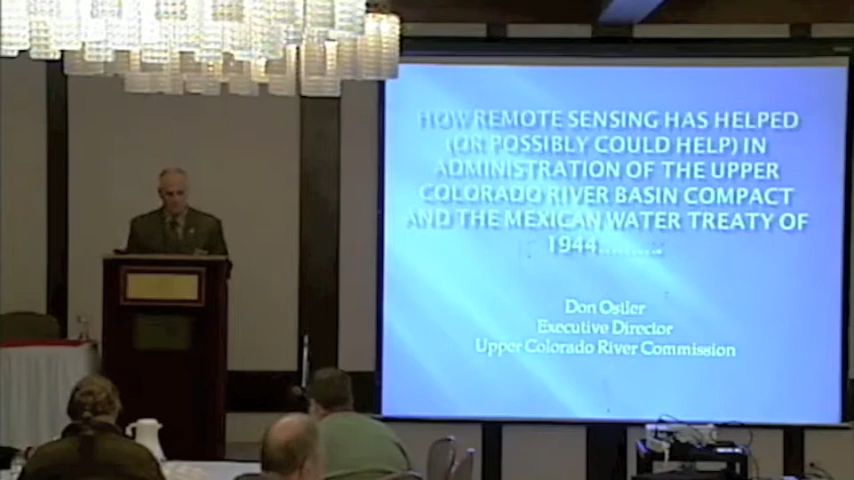 HOW REMOTE SENSING HAS HELPED
(OR POSSIBLY COULD HELP) IN
ADMINISTRATION OF THE UPPER
COLORADO RIVER BASIN COMPACT
AND THE MEXICAN WATER TREATY OF
1944..........
Don Ostler
Executive Director
Upper Colorado River Commission